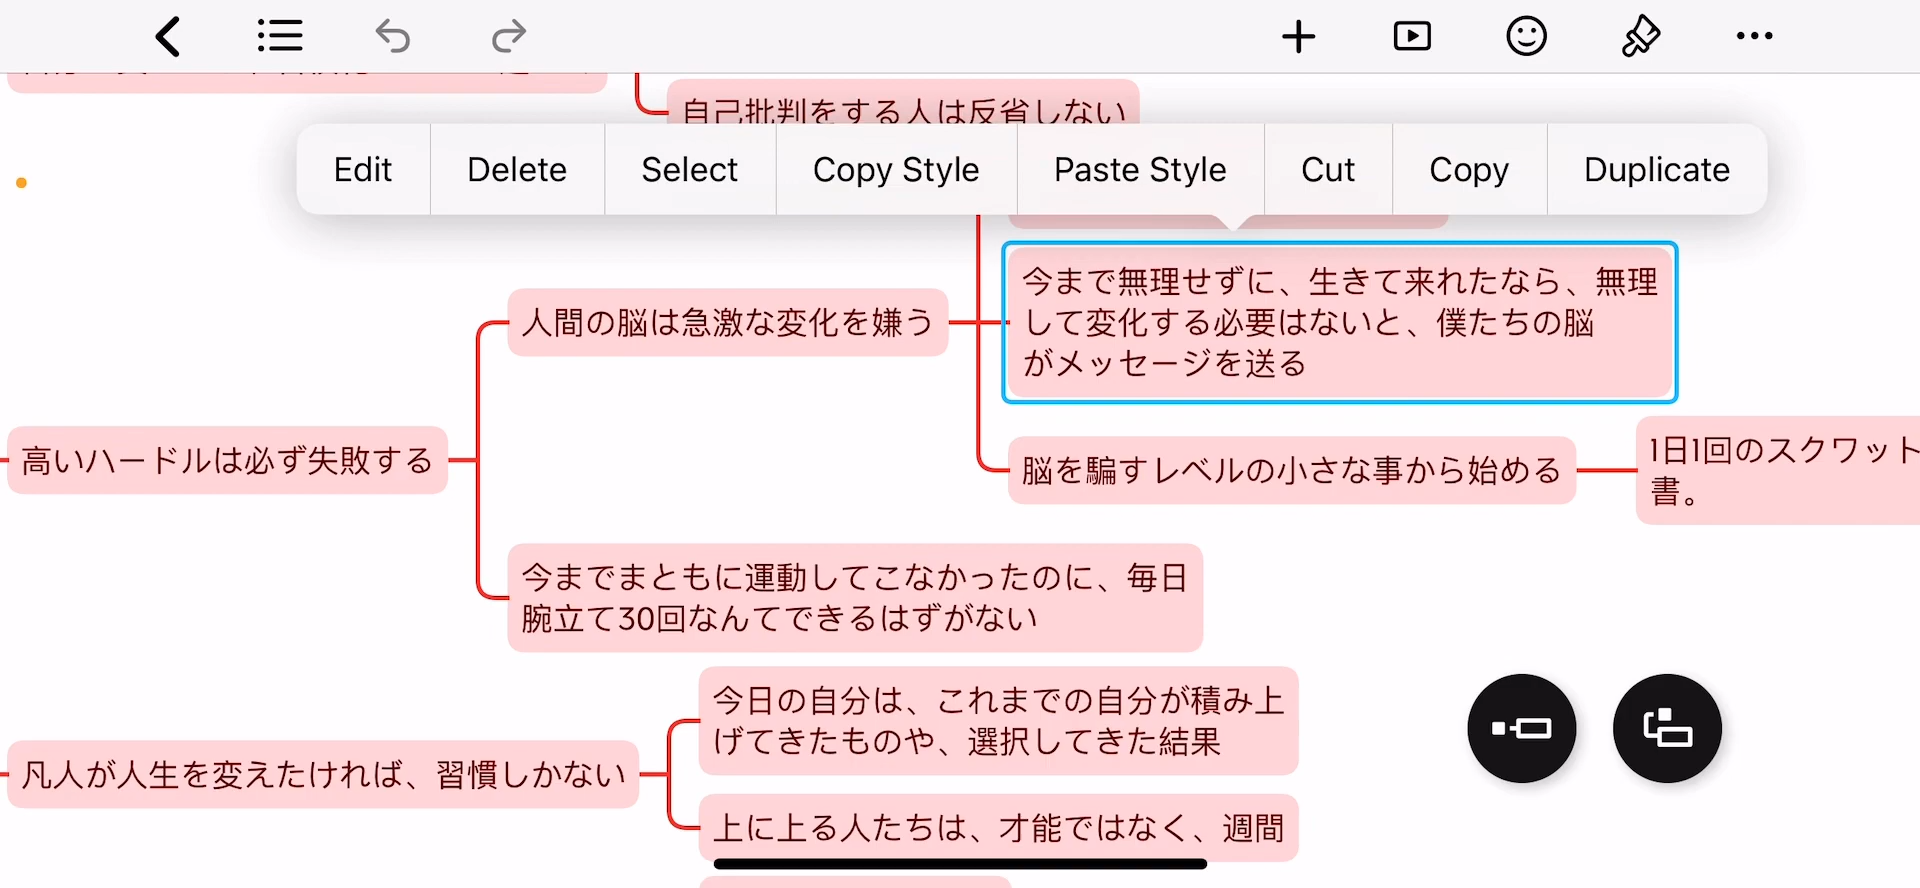 自己批判をする人は反省しない
Edit
Delete
Select
Copy Style
Paste Style
Cut
Copy
Duplicate
今まで無理せずに、生きて来れたなら、無理
して変化する必要はないと、僕たちの脳
がメッセージを送る
人間の脳は急激な変化を嫌う
高いハードルは必ず失敗する
脳を騙すレベルの小さな事から始める
1日1回のスクワット
書。
今までまともに運動してこなかったのに、毎日
腕立て30回なんてできるはずがない
今日の自分は、これまでの自分が積み上
げてきたものや、選択してきた結果
凡人が人生を変えたければ、習慣しかない
上に上る人たちは、才能ではなく、週間